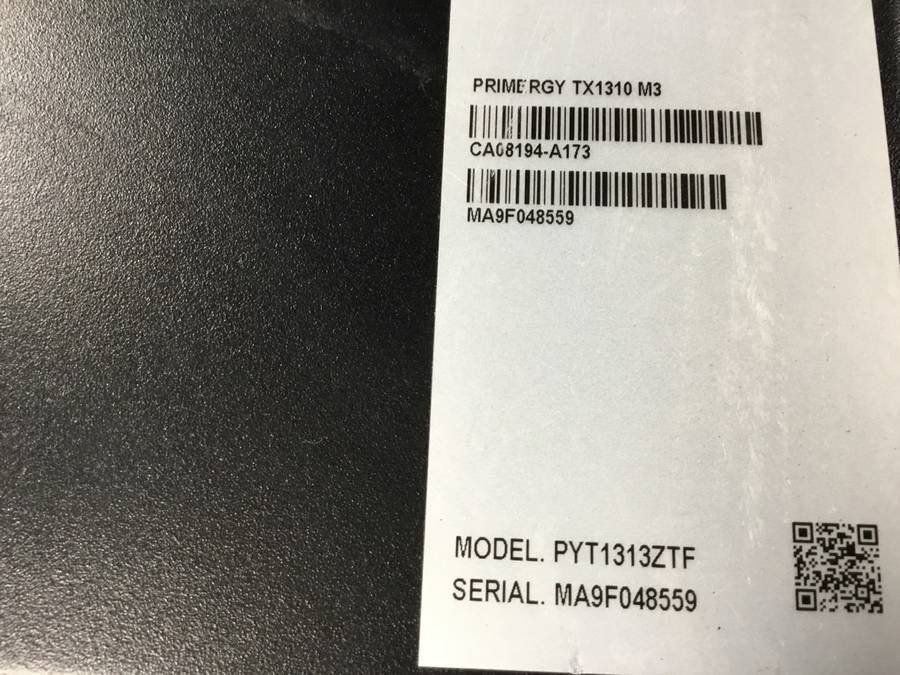 PRIMERGY TX1310 M3
CA08194-A173
MA9F048559
MODEL. PYT1313ZTF
SERIAL. MA9F048559